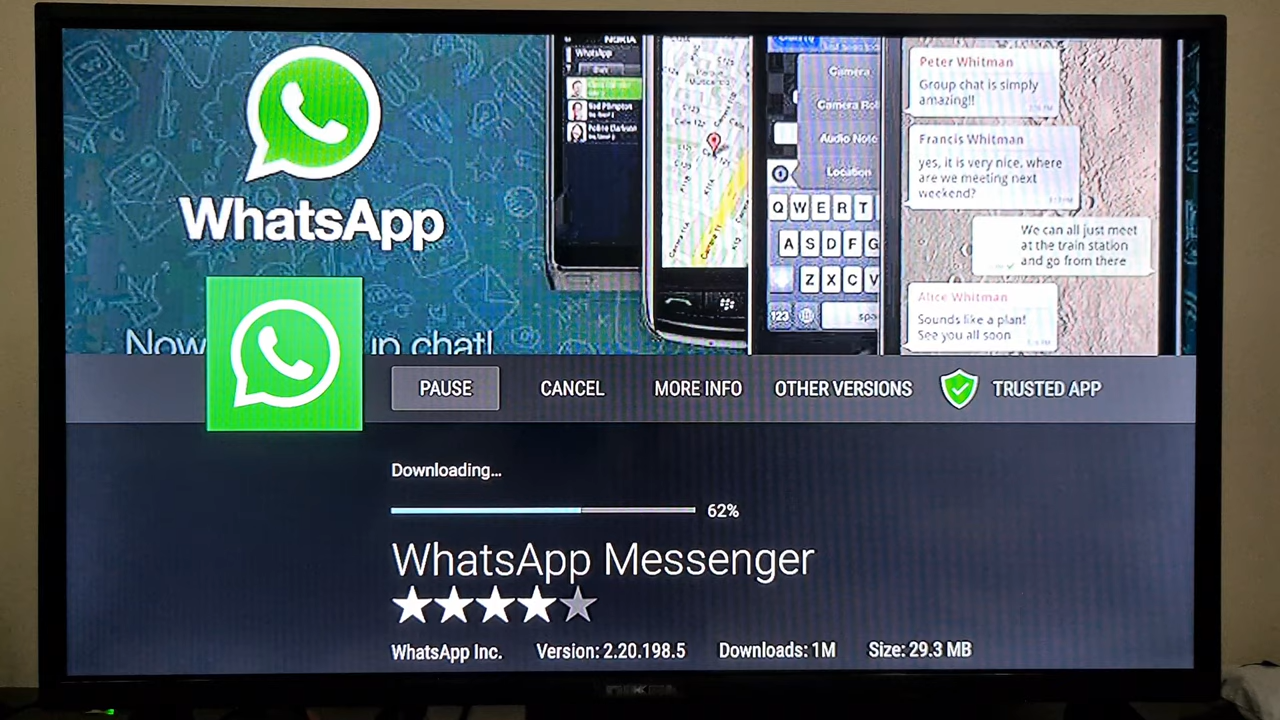 WhatsApp
Now
up chat!
NOKIA
WhatsApp
Ned Plimpton
Camera
Camera Rol
Audio Note
Location
Q W E R T
A S D F G
Z X C V
123
spa
Peter Whitman
Group chat is simply
amazing!!
Francis Whitman
yes, it is very nice, where
are we meeting next
weekend?
We can all just meet
at the train station
and go from there
Alice Whitman
Sounds like a plan!
See you all soon
PAUSE CANCEL MORE INFO OTHER VERSIONS TRUSTED APP
Downloading...
62%
WhatsApp Messenger
WhatsApp Inc. Version: 2.20.198.5 Downloads: 1M Size: 29.3 MB